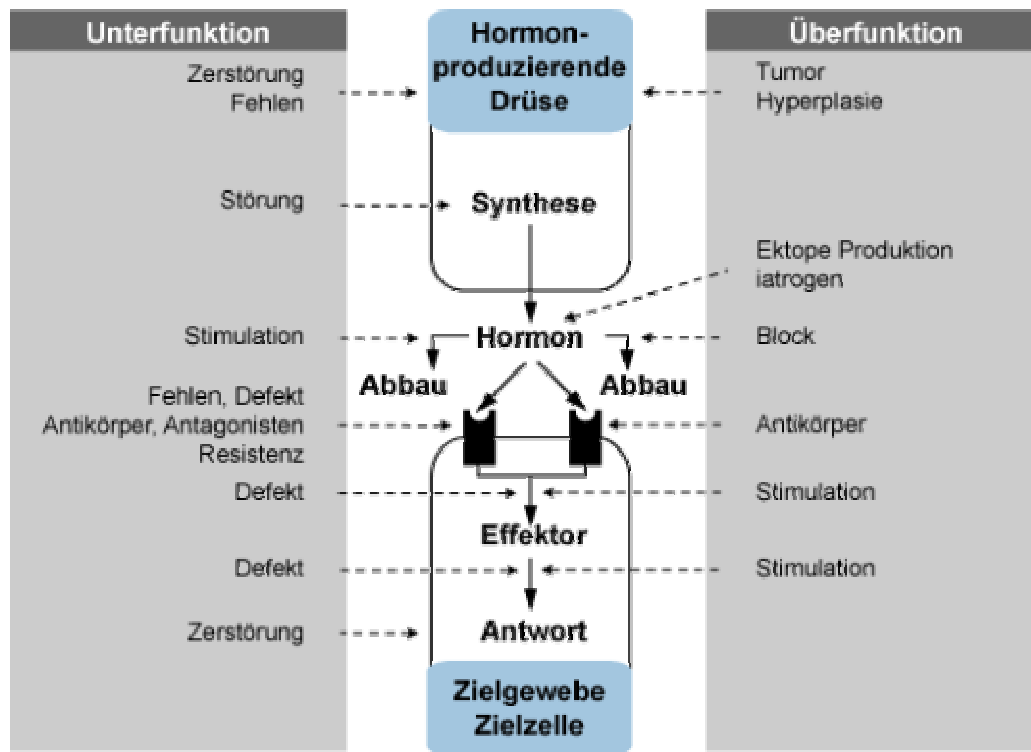 Unterfunktion
Hormon-
produzierende
Drüse
Überfunktion
Zerstörung
Fehlen
Tumor
Hyperplasie
Störung
Synthese
Ektope Produktion
iatrogen
Stimulation
Hormon
Block
Abbau
Abbau
Fehlen, Defekt
Antikörper, Antagonisten
Resistenz
Antikörper
Defekt
Stimulation
Effektor
Defekt
Stimulation
Zerstörung
Antwort
Zielgewebe
Zielzelle